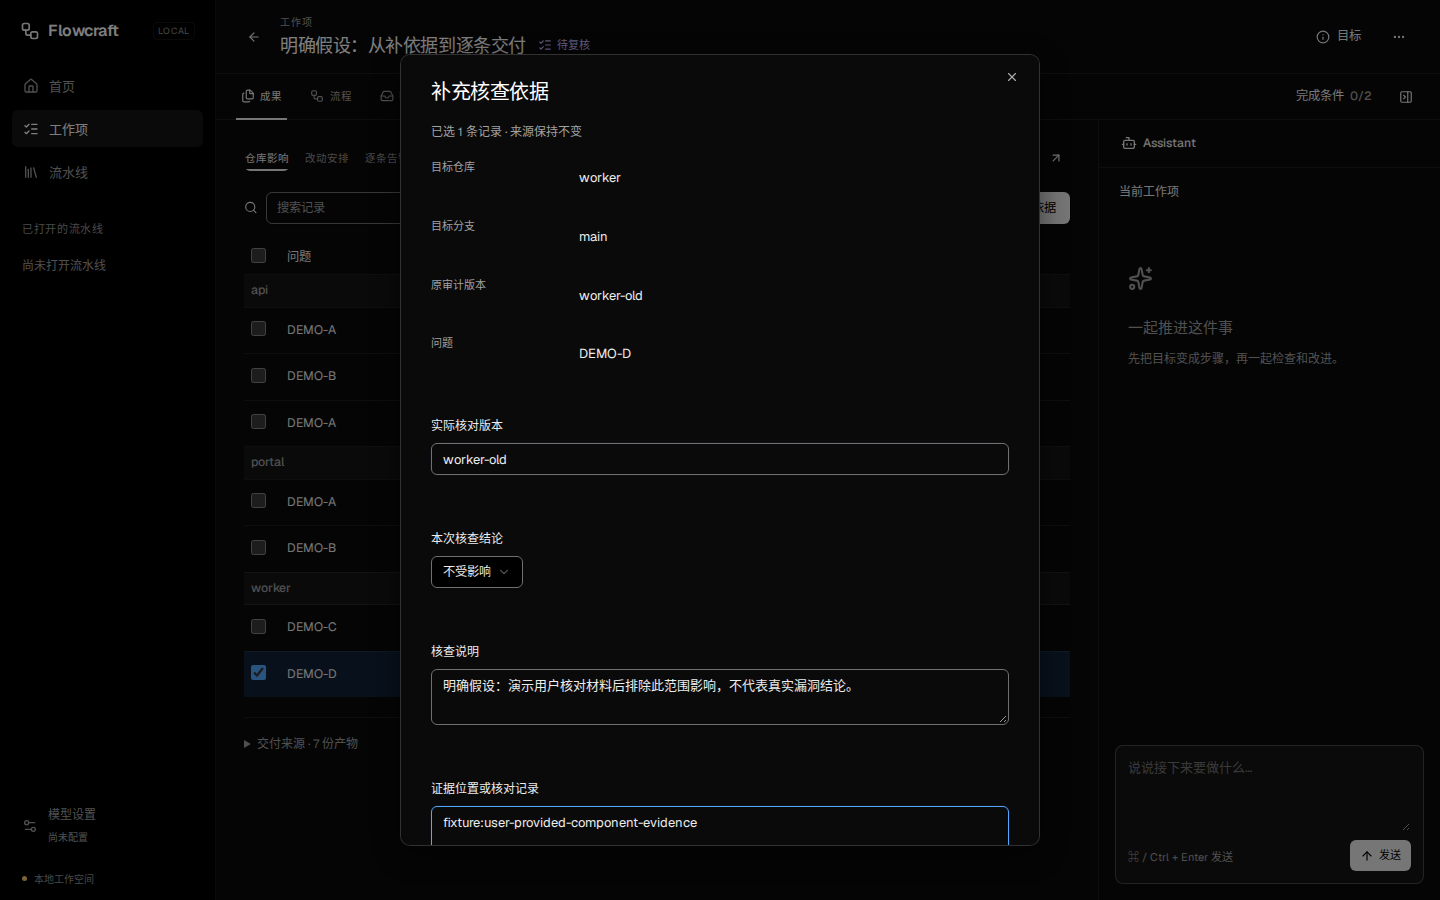 Flowcraft
LOCAL
首页
工作项
流水线
已打开的流水线
尚未打开流水线
模型设置
尚未配置
本地工作空间
工作项
明确假设：从补依据到逐条交付
待复核
目标
成果
流程
完成条件 0/2
仓库影响
改动安排
逐条告
搜索记录
依据
问题
api
DEMO-A
DEMO-B
DEMO-A
portal
DEMO-A
DEMO-B
worker
DEMO-C
DEMO-D
交付来源 · 7 份产物
补充核查依据
已选 1 条记录 · 来源保持不变
目标仓库
worker
目标分支
main
原审计版本
worker-old
问题
DEMO-D
实际核对版本
worker-old
本次核查结论
不受影响
核查说明
明确假设：演示用户核对材料后排除此范围影响，不代表真实漏洞结论。
证据位置或核对记录
fixture:user-provided-component-evidence
Assistant
当前工作项
一起推进这件事
先把目标变成步骤，再一起检查和改进。
说说接下来要做什么...
⌘ / Ctrl + Enter 发送
发送